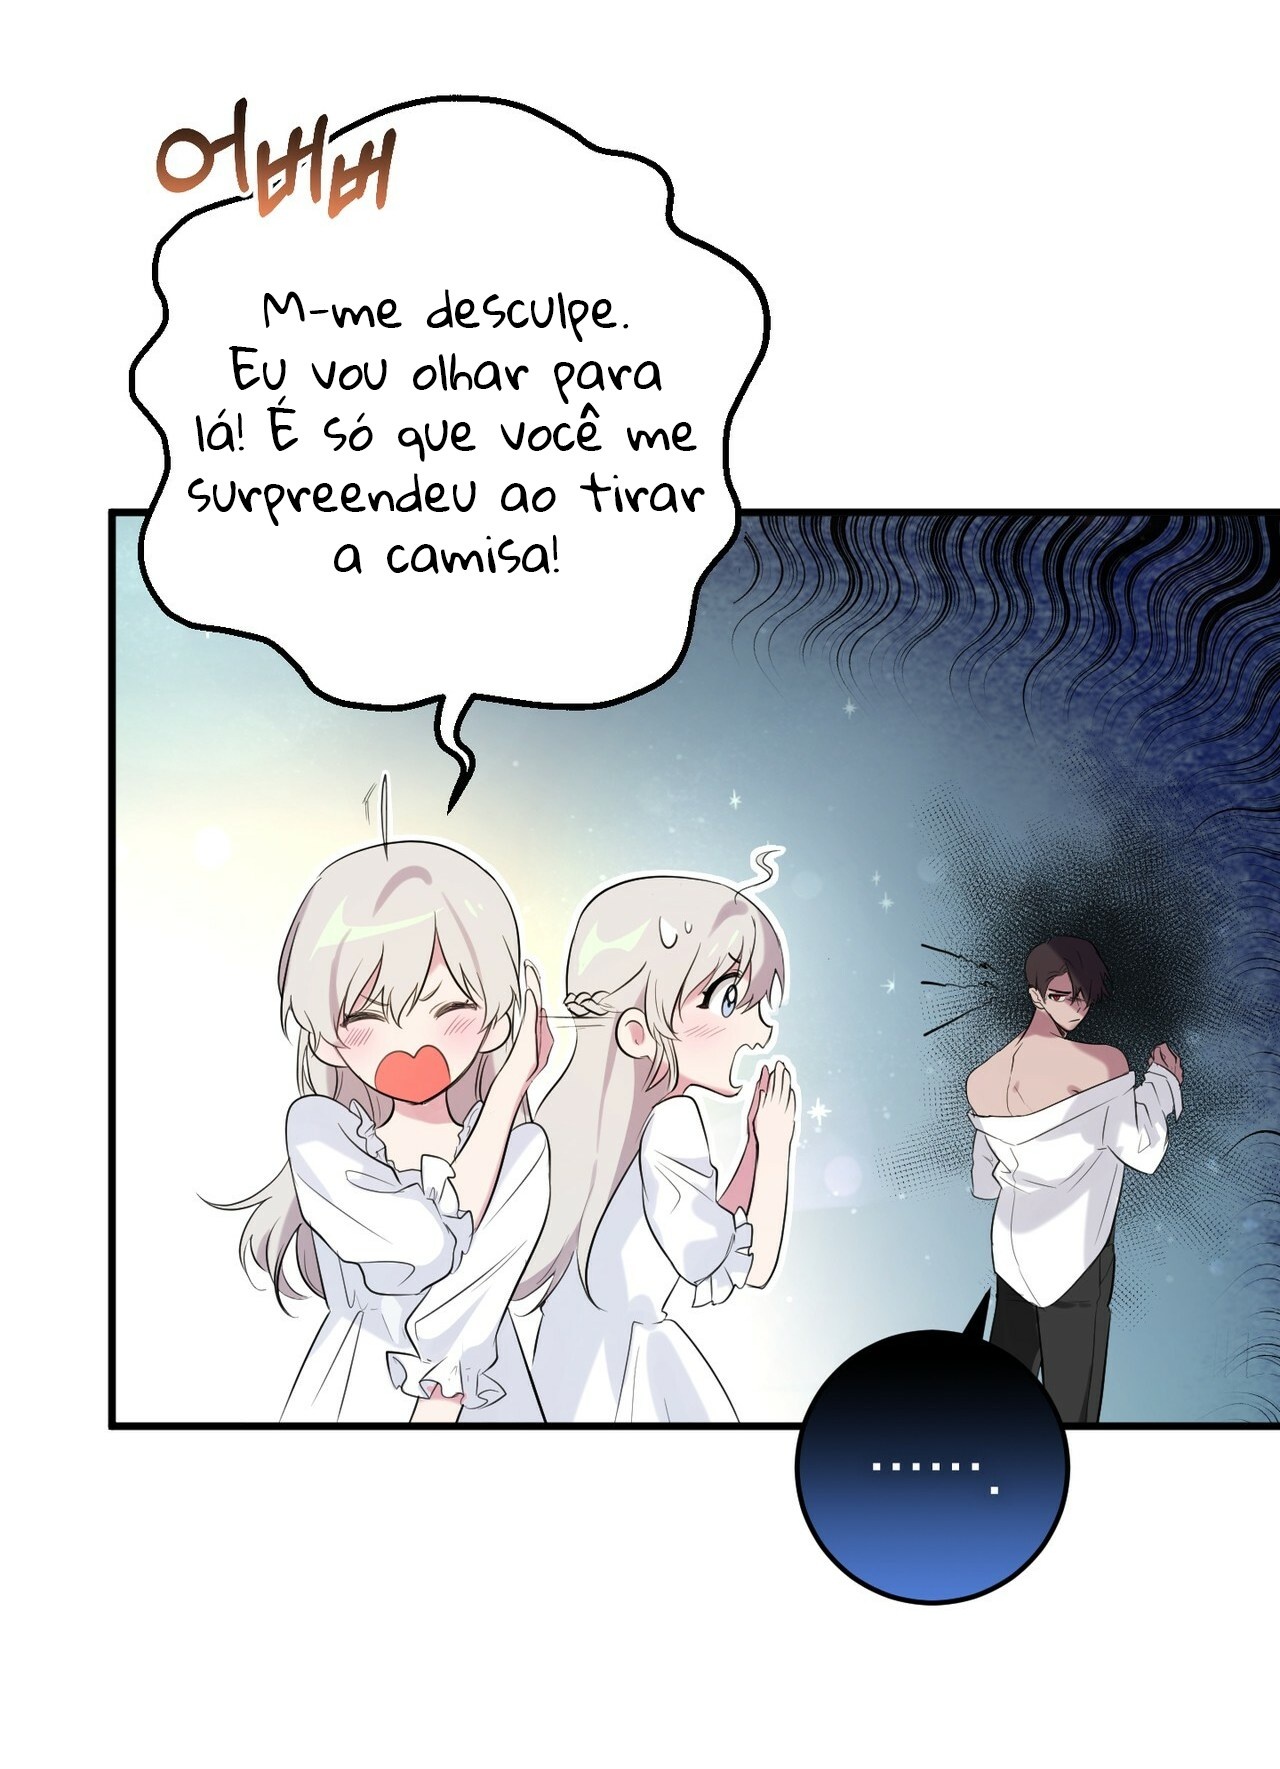 어버버
M-me desculpe.
Eu vou olhar para
lá! É só que você me
surpreendeu ao tirar
a camisa!
.......